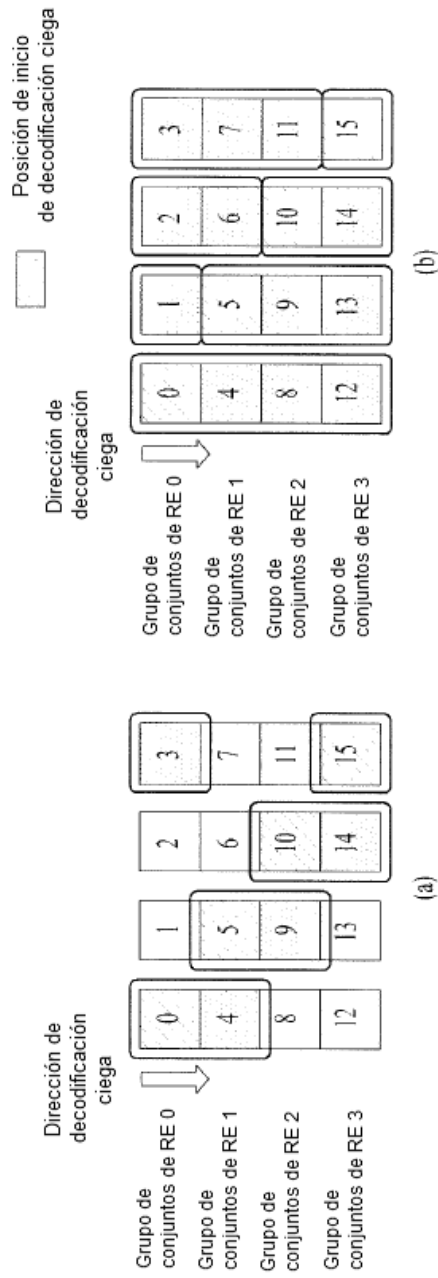 Posición de inicio
de decodificación ciega
Dirección de
decodificación
ciega
Grupo de
conjuntos de RE 0
Grupo de
conjuntos de RE 1
Grupo de
conjuntos de RE 2
Grupo de
conjuntos de RE 3
0 1 2 3
4 5 6 7
8 9 10 11
12 13 14 15
(a)
Dirección de
decodificación
ciega
Grupo de
conjuntos de RE 0
Grupo de
conjuntos de RE 1
Grupo de
conjuntos de RE 2
Grupo de
conjuntos de RE 3
0 1 2 3
4 5 6 7
8 9 10 11
12 13 14 15
(b)